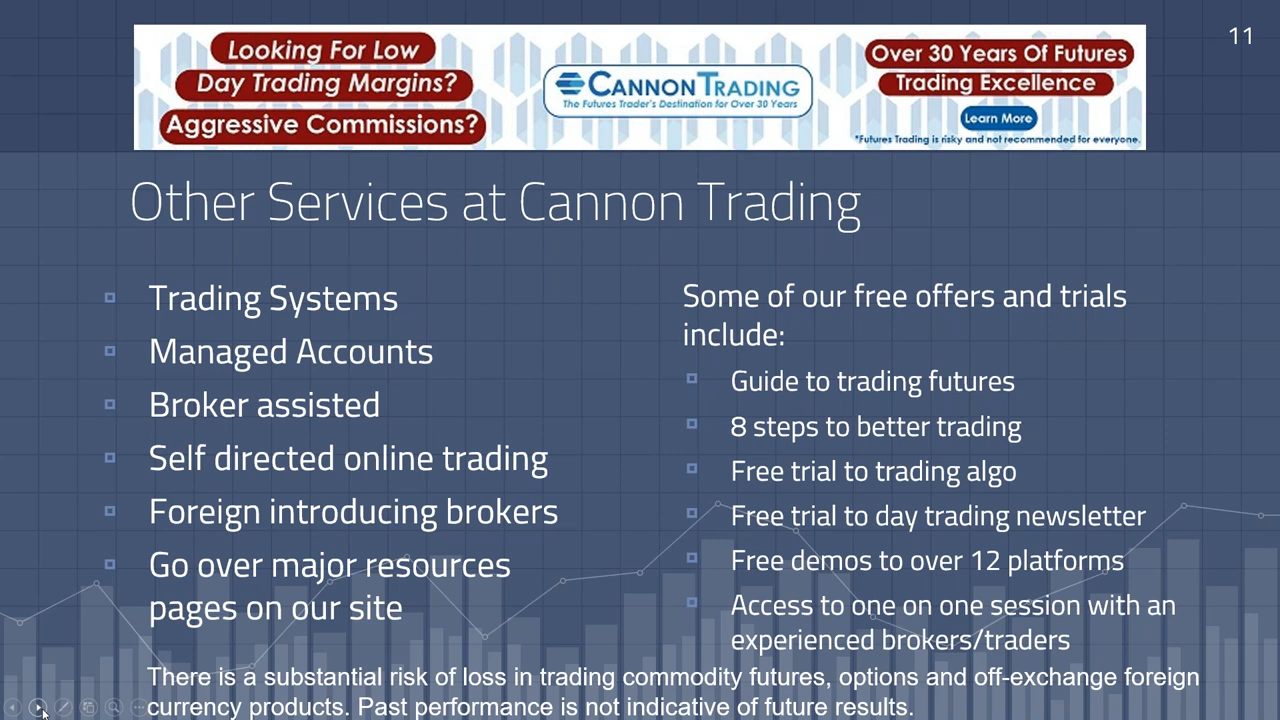 11
Looking For Low
Day Trading Margins?
Aggressive Commissions?
CANNONTRADING
The Futures Trader's Destination for Over 30 Years
Over 30 Years Of Futures
Trading Excellence
Learn More
*Futures Trading is risky and not recommended for everyone.
Other Services at Cannon Trading
Trading Systems
Managed Accounts
Broker assisted
Self directed online trading
Foreign introducing brokers
Go over major resources
pages on our site
Some of our free offers and trials
include:
Guide to trading futures
8 steps to better trading
Free trial to trading algo
Free trial to day trading newsletter
Free demos to over 12 platforms
Access to one on one session with an
experienced brokers/traders
There is a substantial risk of loss in trading commodity futures, options and off-exchange foreign
currency products. Past performance is not indicative of future results.